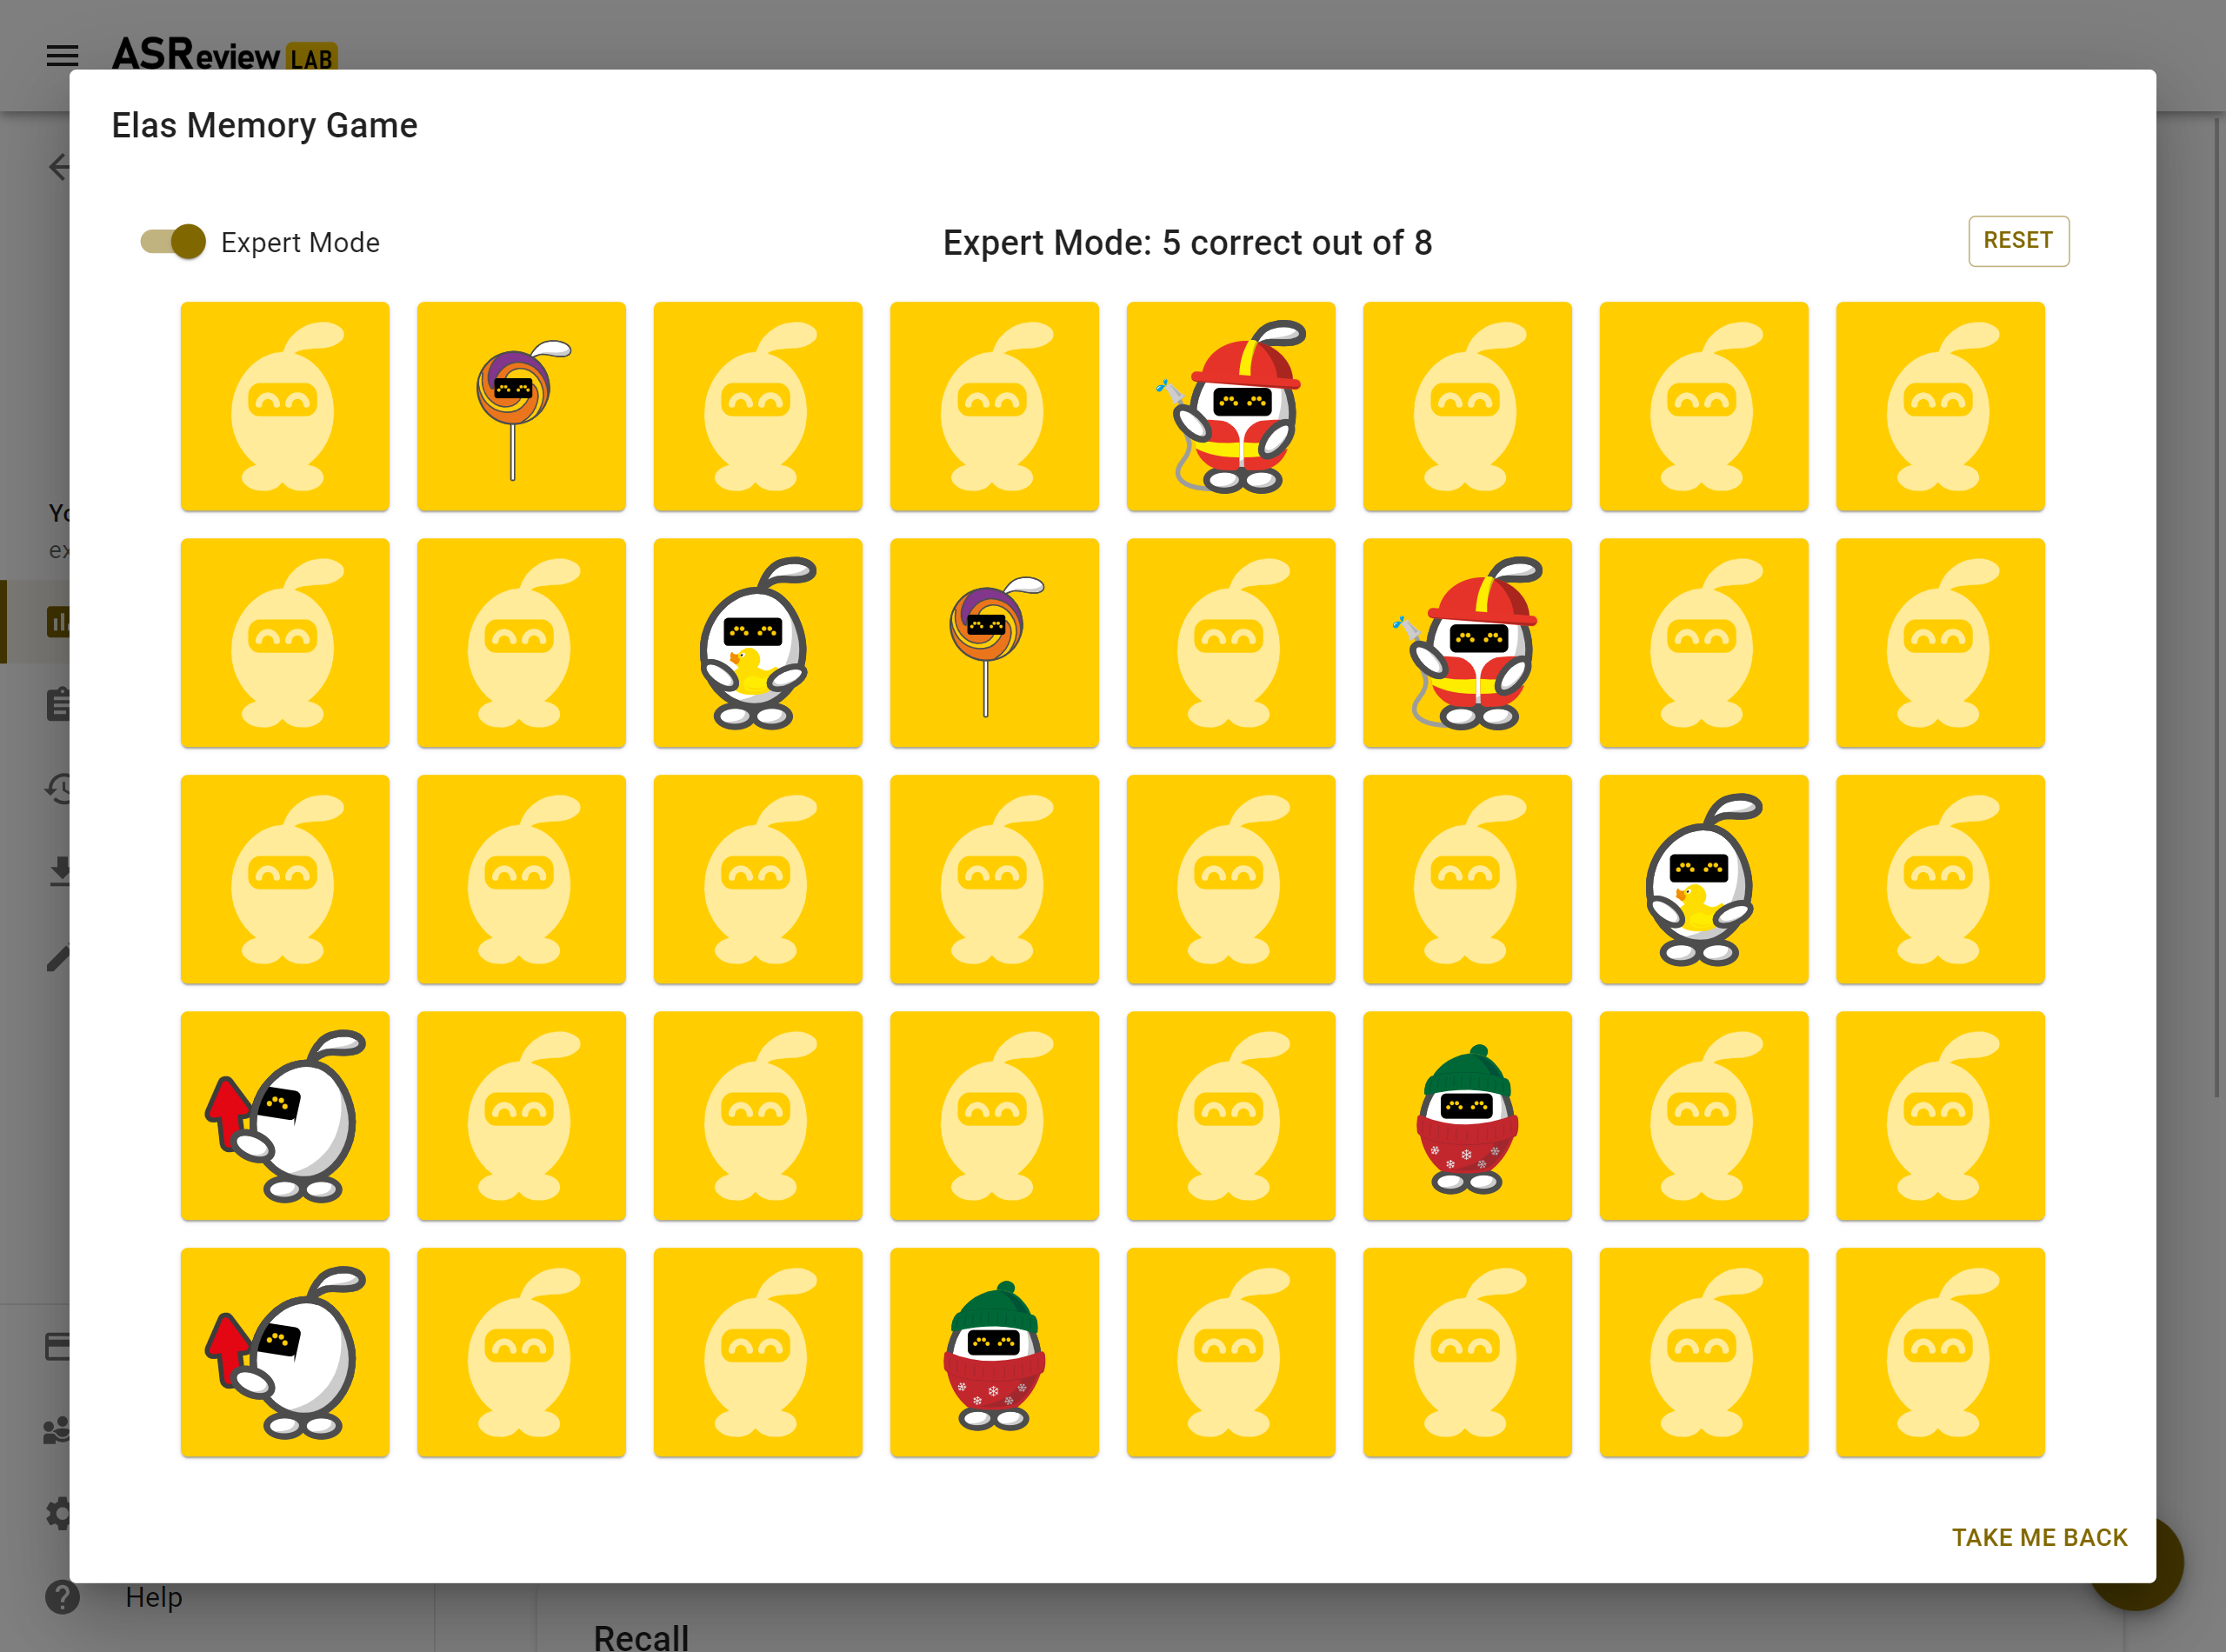 ASReview LAB
Elas Memory Game
Expert Mode
Expert Mode: 5 correct out of 8
RESET
Yo
ex
TAKE ME BACK
Help
Recall